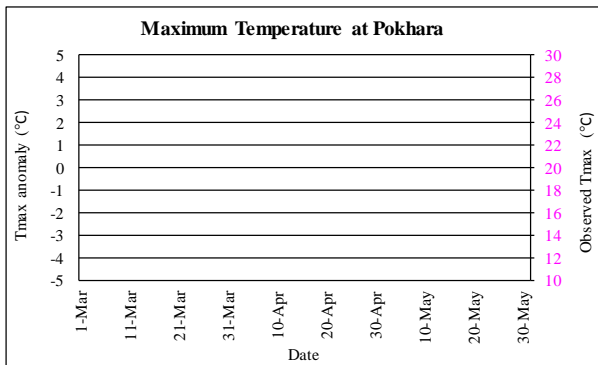 Maximum Temperature at Pokhara
Tmax anomaly (°C)
5
4
3
2
1
0
-1
-2
-3
-4
-5
30
28
26
24
22
20
18
16
14
12
10
Observed Tmax (°C)
1-Mar
11-Mar
21-Mar
31-Mar
10-Apr
20-Apr
30-Apr
10-May
20-May
30-May
Date